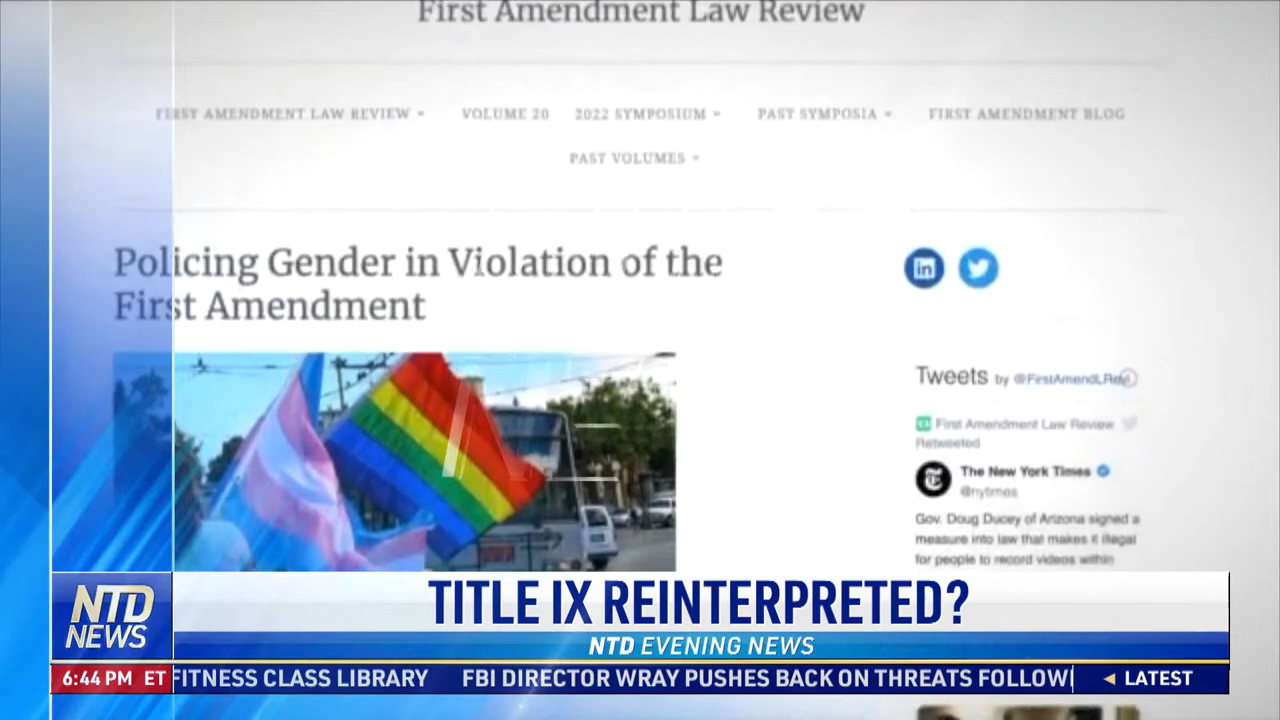 First Amendment Law Review
FIRST AMENDMENT LAW REVIEW VOLUME 20 2022 SYMPOSIUM PAST SYMPOSIA FIRST AMENDMENT BLOG
PAST VOLUMES
Policing Gender in Violation of the
First Amendment
in
Tweets by @FirstAmendLRevi
First Amendment Law Review
Retweeted
The New York Times
@nytimes
Gov. Doug Ducey of Arizona signed a
measure into law that makes it illegal
for people to record videos within
NTD
NEWS
TITLE IX REINTERPRETED?
NTD EVENING NEWS
6:44 PM ET FITNESS CLASS LIBRARY FBI DIRECTOR WRAY PUSHES BACK ON THREATS FOLLOW LATEST